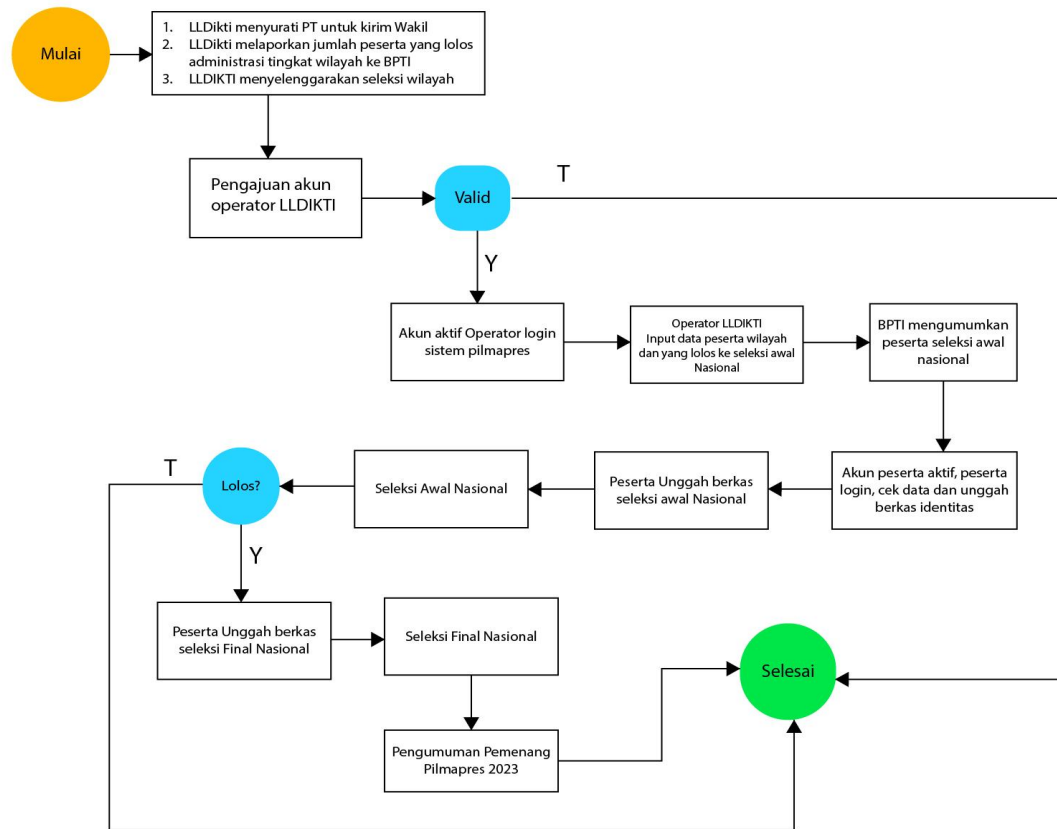 Mulai
1. LLDikti menyurati PT untuk kirim Wakil
2. LLDikti melaporkan jumlah peserta yang lolos
administrasi tingkat wilayah ke BPTI
3. LLDIKTI menyelenggarakan seleksi wilayah
Pengajuan akun
operator LLDIKTI
Valid
T
Y
Akun aktif Operator login
sistem pilmapres
Operator LLDIKTI
Input data peserta wilayah
dan yang lolos ke seleksi awal
Nasional
BPTI mengumumkan
peserta seleksi awal
nasional
Akun peserta aktif, peserta
login, cek data dan unggah
berkas identitas
Peserta Unggah berkas
seleksi awal Nasional
Seleksi Awal Nasional
Lolos?
T
Y
Peserta Unggah berkas
seleksi Final Nasional
Seleksi Final Nasional
Pengumuman Pemenang
Pilmapres 2023
Selesai